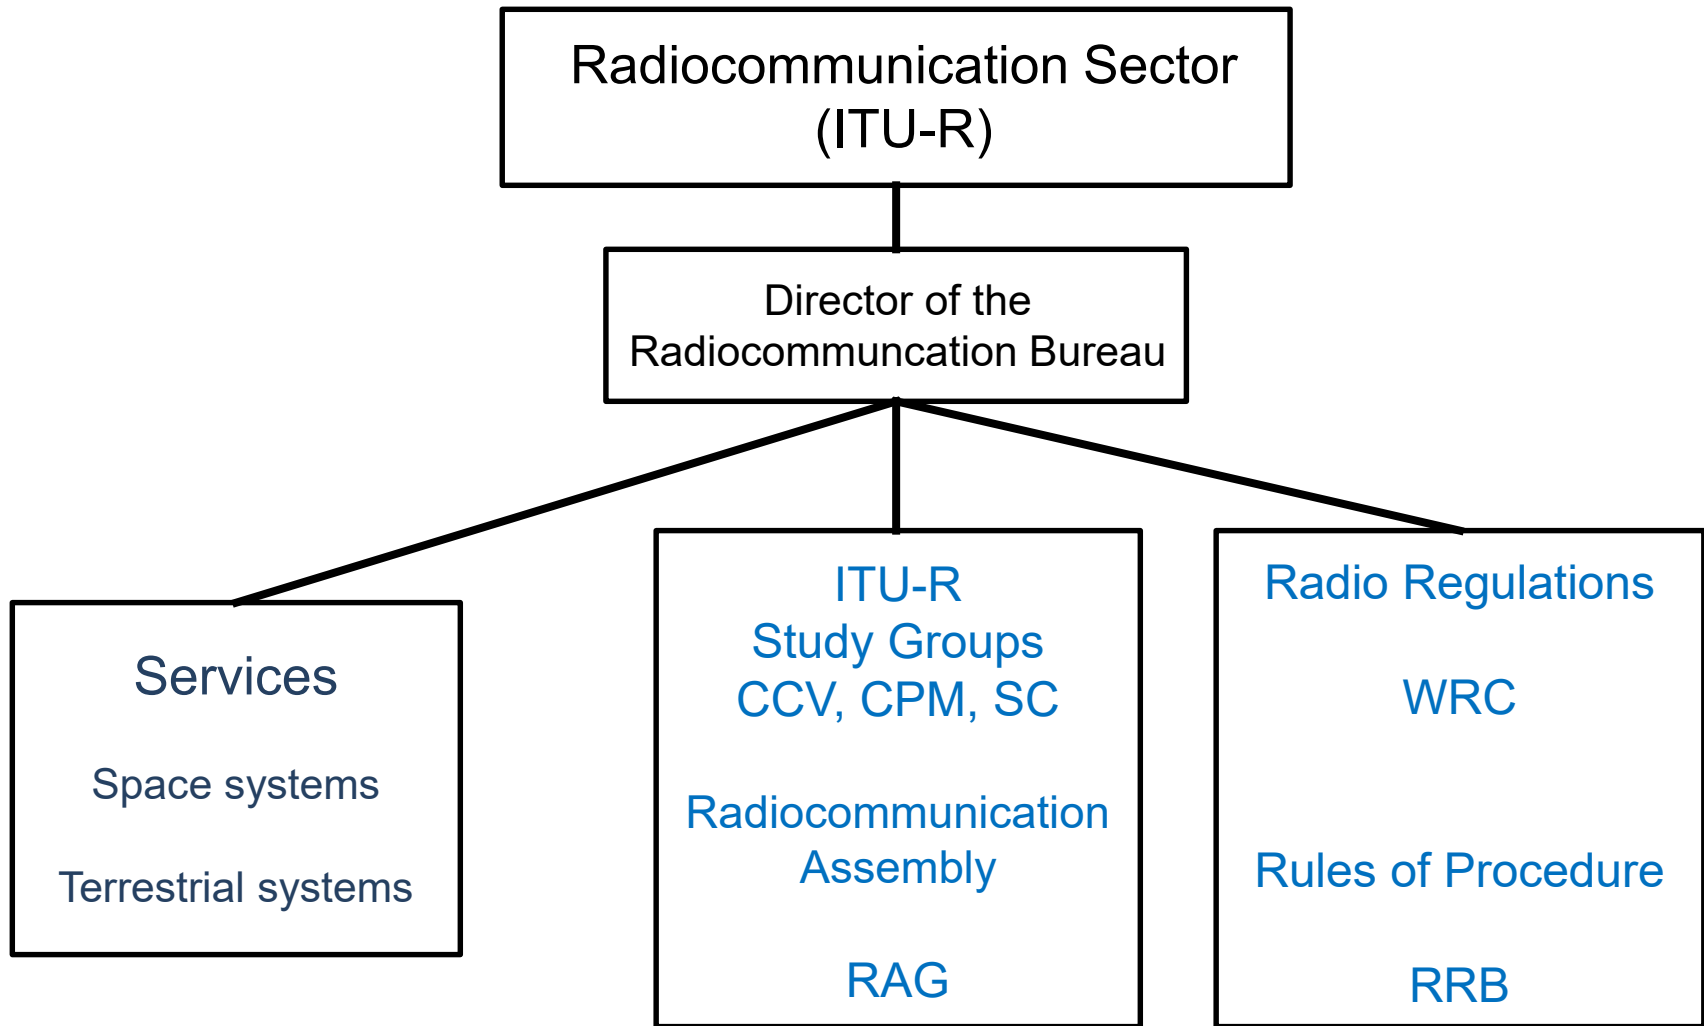 Radiocommunication Sector
(ITU-R)
Director of the
Radiocommuncation Bureau
Services
Space systems
Terrestrial systems
ITU-R
Study Groups
CCV, CPM, SC
Radiocommunication
Assembly
RAG
Radio Regulations
WRC
Rules of Procedure
RRB